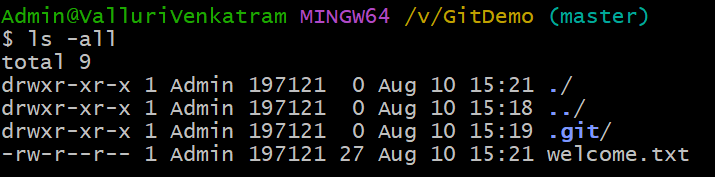 Admin@ValluriVenkatram MINGW64 /v/GitDemo (master)
$ ls -all
total 9
drwxr-xr-x 1 Admin 197121  0 Aug 10 15:21 ./
drwxr-xr-x 1 Admin 197121  0 Aug 10 15:18 ../
drwxr-xr-x 1 Admin 197121  0 Aug 10 15:19 .git/
-rw-r--r-- 1 Admin 197121 27 Aug 10 15:21 welcome.txt